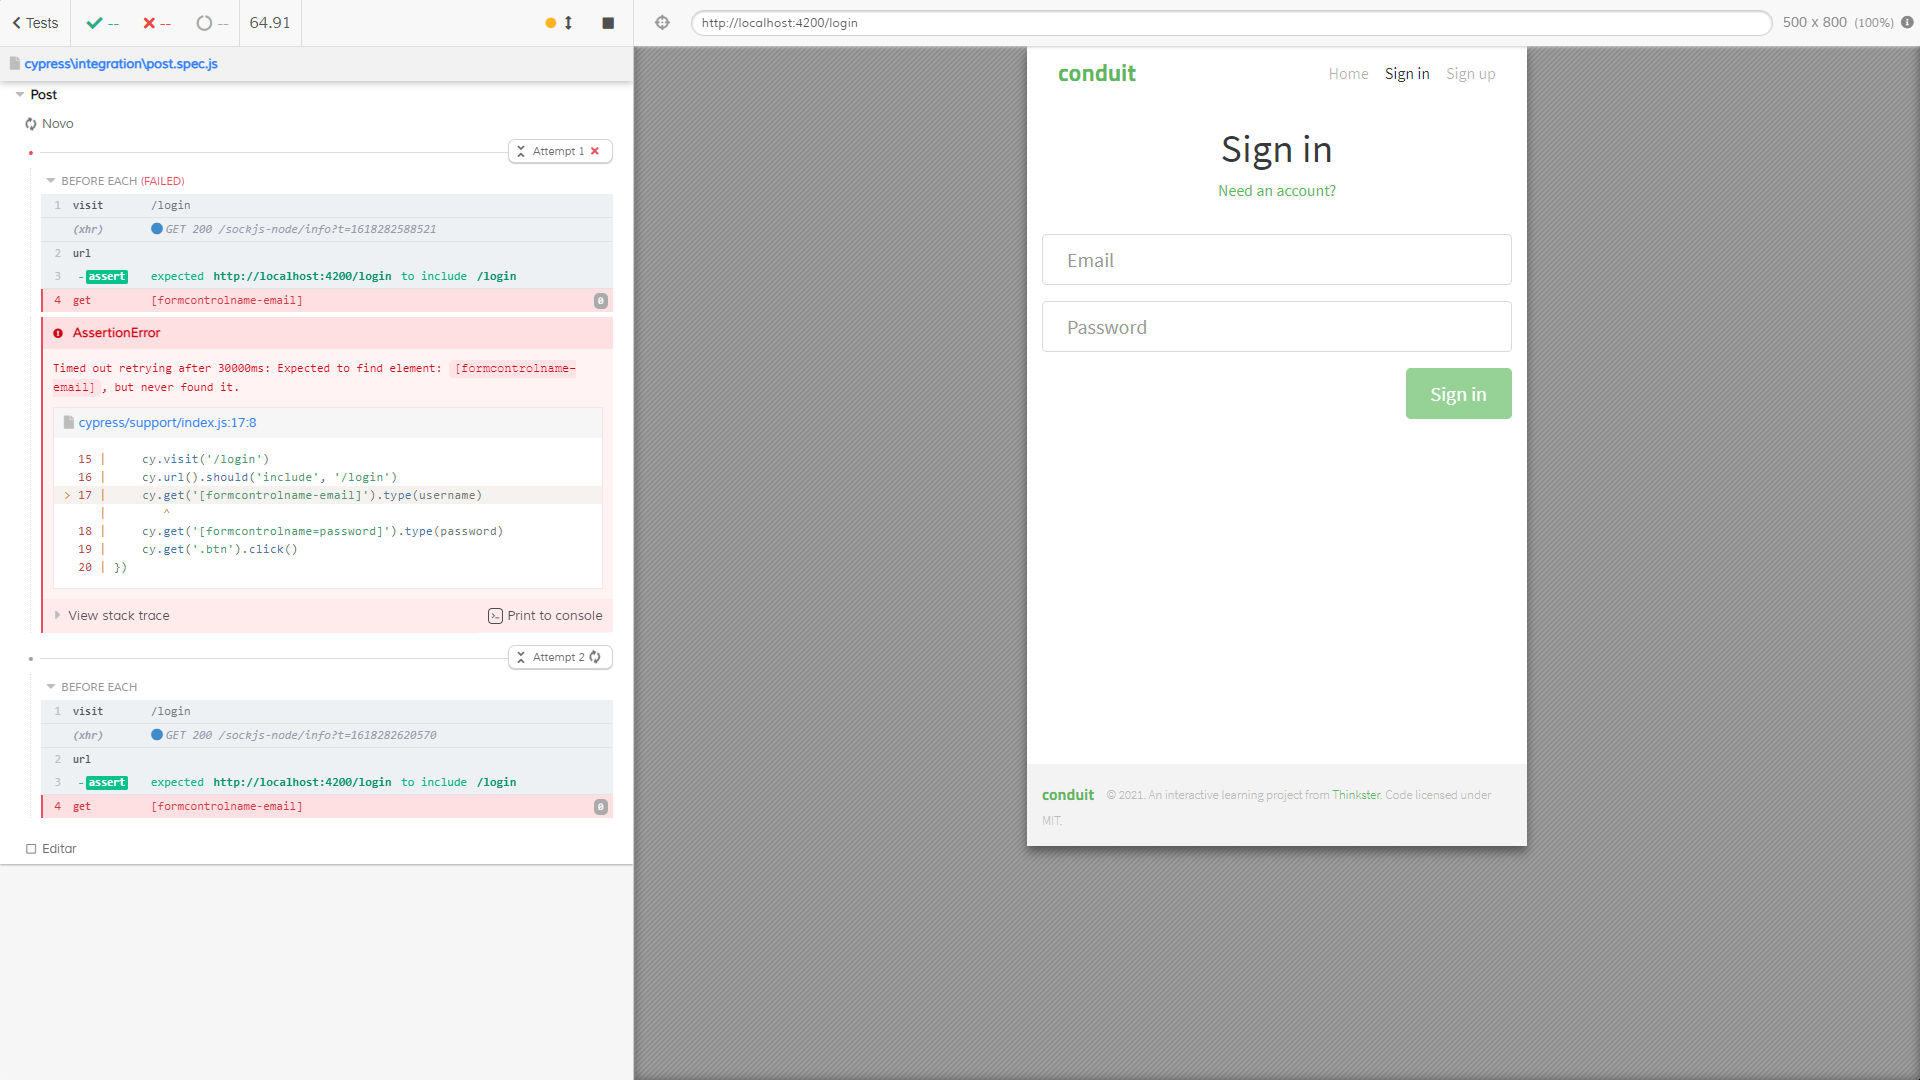 Tests -- -- -- 64.91
cypress\integration\post.spec.js
Post
Novo
Attempt 1
BEFORE EACH (FAILED)
1 visit /login
(xhr) GET 200 /sockjs-node/info?t=1618282588521
2 url
3 -assert expected http://localhost:4200/login to include /login
4 get [formcontrolname-email] 0
AssertionError
Timed out retrying after 30000ms: Expected to find element: [formcontrolname-
email], but never found it.
cypress/support/index.js:17:8
15 | cy.visit('/login')
16 | cy.url().should('include', '/login')
> 17 | cy.get('[formcontrolname-email]').type(username)
| ^
18 | cy.get('[formcontrolname=password]').type(password)
19 | cy.get('.btn').click()
20 | })
View stack trace Print to console
Attempt 2
BEFORE EACH
1 visit /login
(xhr) GET 200 /sockjs-node/info?t=1618282620570
2 url
3 -assert expected http://localhost:4200/login to include /login
4 get [formcontrolname-email] 0
Editar
http://localhost:4200/login 500 x 800 (100%)
conduit Home Sign in Sign up
Sign in
Need an account?
Email
Password
Sign in
conduit © 2021. An interactive learning project from Thinkster. Code licensed under
MIT.